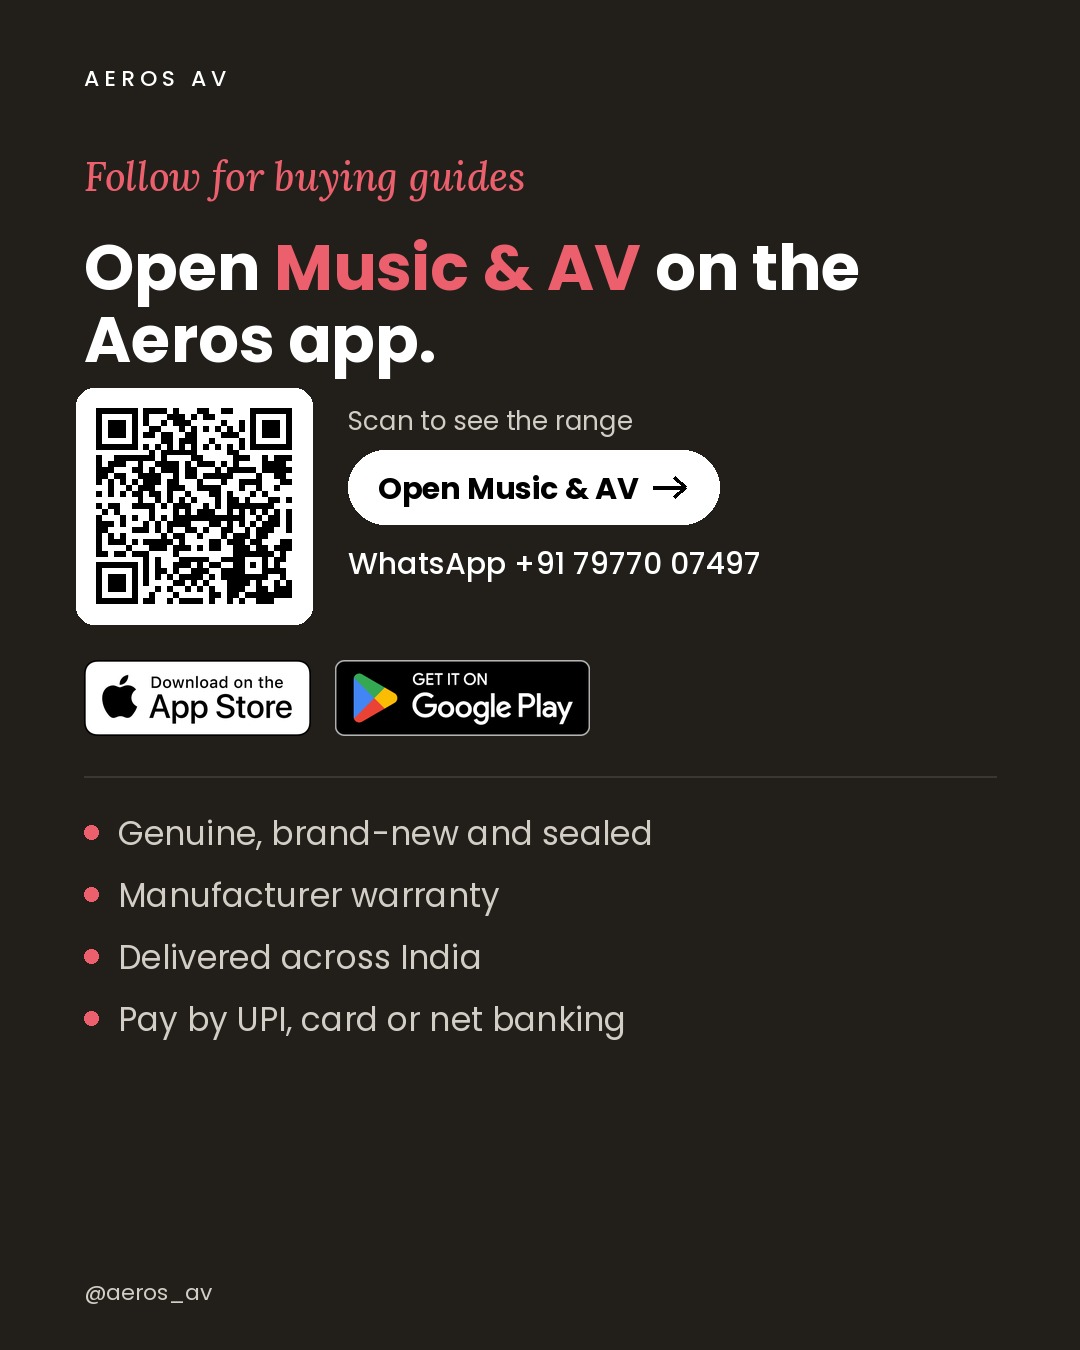 AEROS AV
Follow for buying guides
Open Music & AV on the
Aeros app.
Scan to see the range
Open Music & AV →
WhatsApp +91 79770 07497
Download on the
App Store
GET IT ON
Google Play
Genuine, brand-new and sealed
Manufacturer warranty
Delivered across India
Pay by UPI, card or net banking
@aeros_av